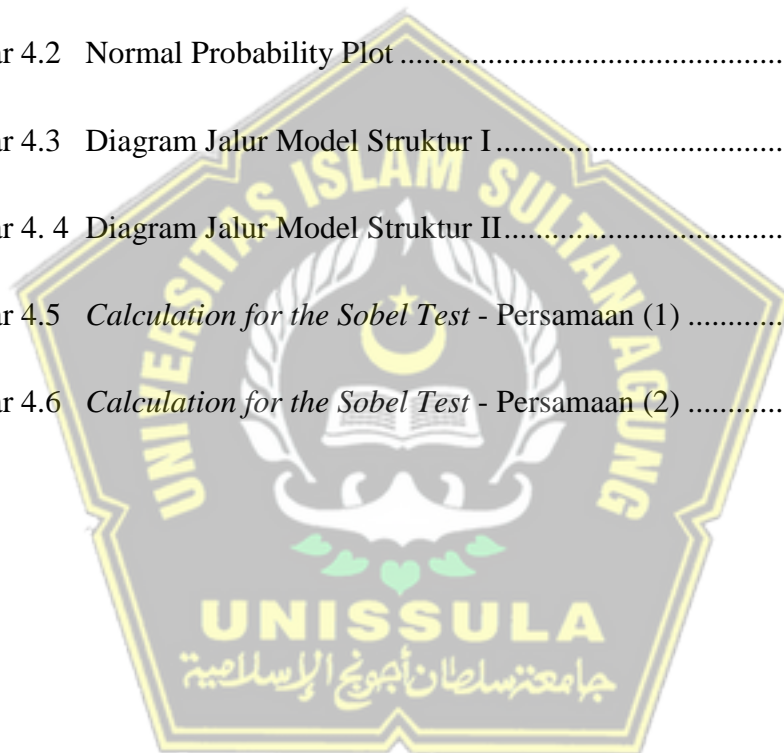 ar 4.2 Normal Probability Plot ..........................................
ar 4.3 Diagram Jalur Model Struktur I ...............................
ar 4. 4 Diagram Jalur Model Struktur II..............................
ar 4.5 Calculation for the Sobel Test - Persamaan (1) ............
ar 4.6 Calculation for the Sobel Test - Persamaan (2) ............
UNIVERSITAS ISLAM SULTAN AGUNG
UNISSULA
جامعة سلطان أجونج الإسلامية